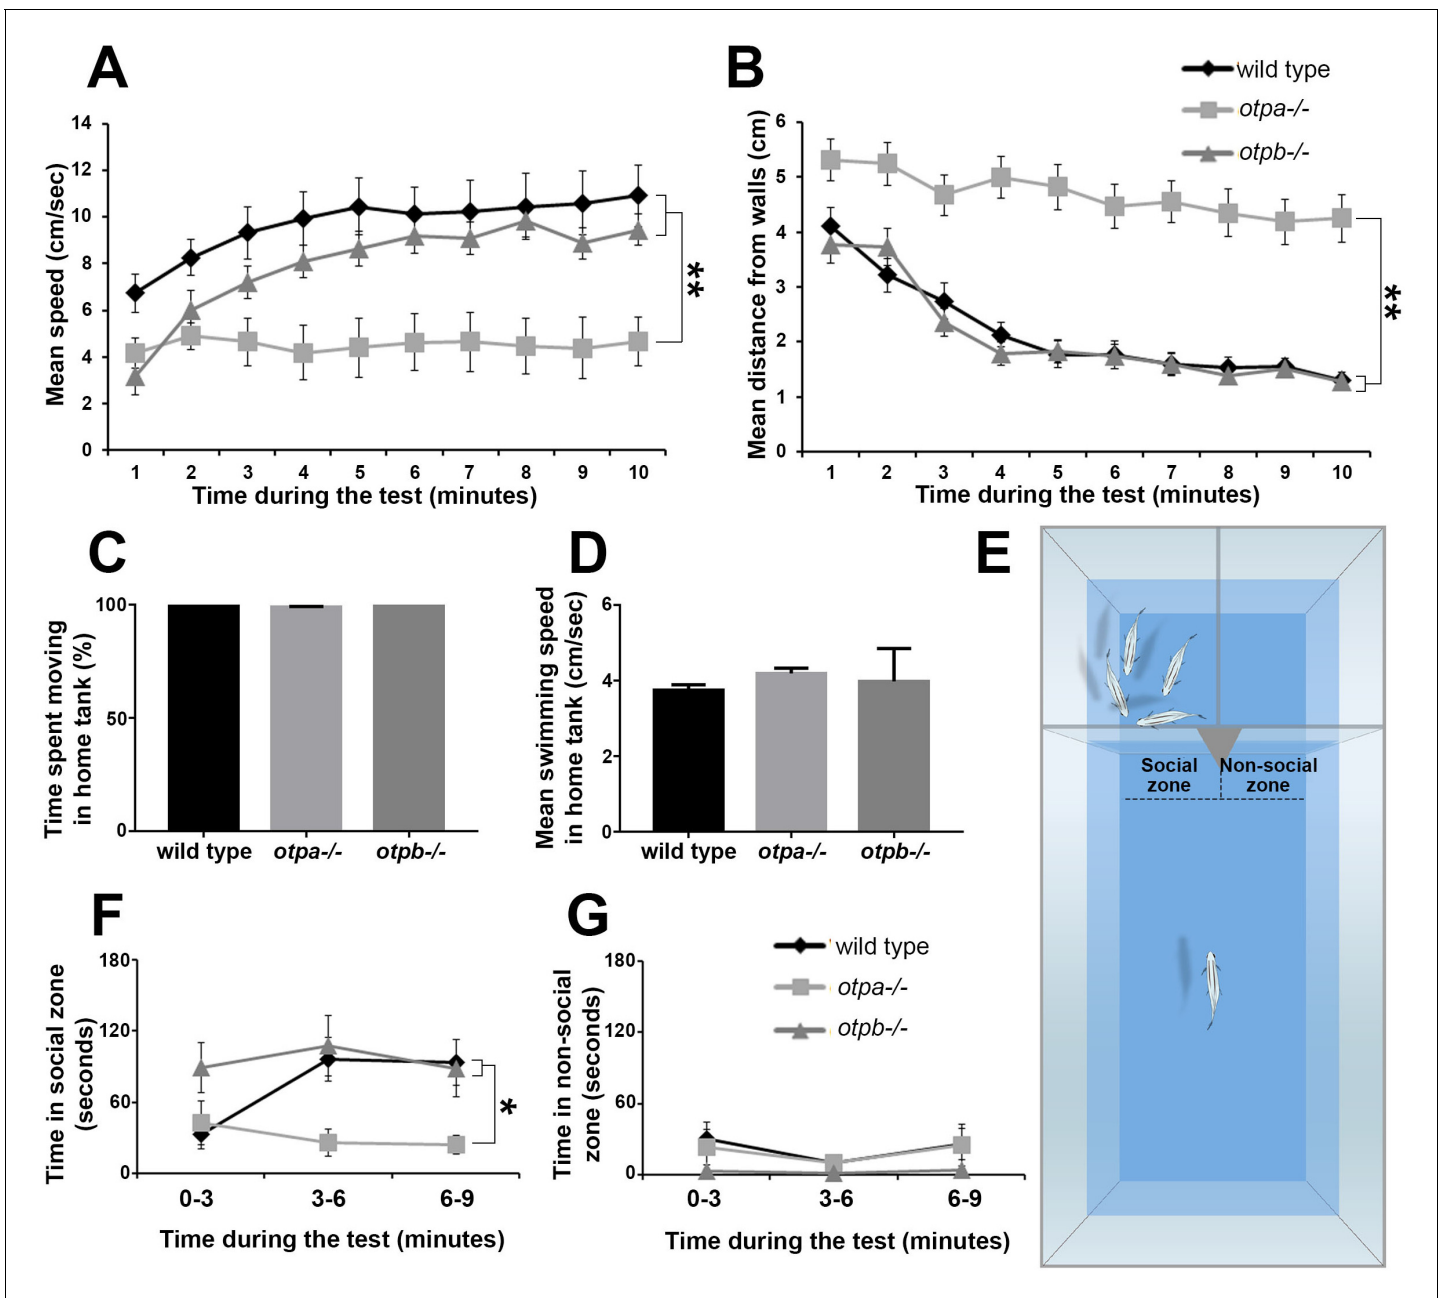 A
Mean speed (cm/sec)
14
12
10
8
6
4
2
0
**
1 2 3 4 5 6 7 8 9 10
Time during the test (minutes)
B
wild type
otpa-/-
otpb-/-
Mean distance from walls (cm)
6
5
4
3
2
1
0
**
1 2 3 4 5 6 7 8 9 10
Time during the test (minutes)
C
Time spent moving
in home tank (%)
100
50
0
wild type otpa-/- otpb-/-
D
Mean swimming speed
in home tank (cm/sec)
6
4
2
0
wild type otpa-/- otpb-/-
E
Social
zone
Non-social
zone
F
Time in social zone
(seconds)
180
120
60
0
*
0-3 3-6 6-9
Time during the test (minutes)
G
wild type
otpa-/-
otpb-/-
Time in non-social
zone (seconds)
180
120
60
0
0-3 3-6 6-9
Time during the test (minutes)